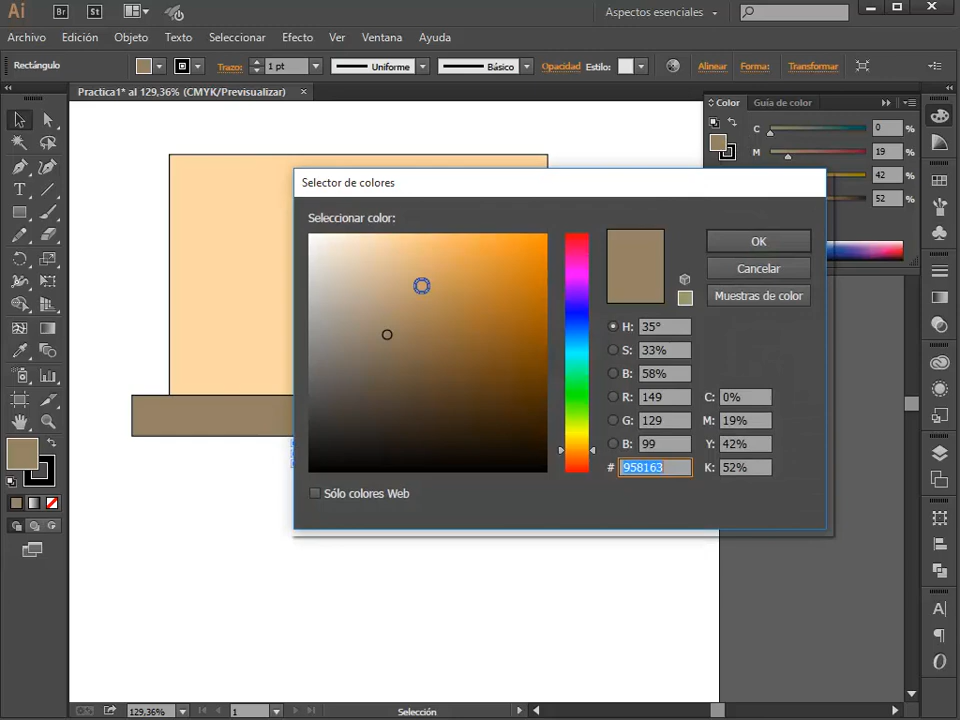 Ai Br St Aspectos esenciales
Archivo Edición Objeto Texto Seleccionar Efecto Ver Ventana Ayuda
Rectángulo Trazo: 1 pt Uniforme Básico Opacidad Estilo: Alinear Forma: Transformar
Practica1* al 129,36% (CMYK/Previsualizar) ×
Color Guía de color
C 0 %
M 19 %
42 %
52 %
Selector de colores
Seleccionar color:
OK
Cancelar
Muestras de color
H: 35°
S: 33%
B: 58%
R: 149 C: 0%
G: 129 M: 19%
B: 99 Y: 42%
# 958163 K: 52%
Sólo colores Web
129,36% 1 Selección